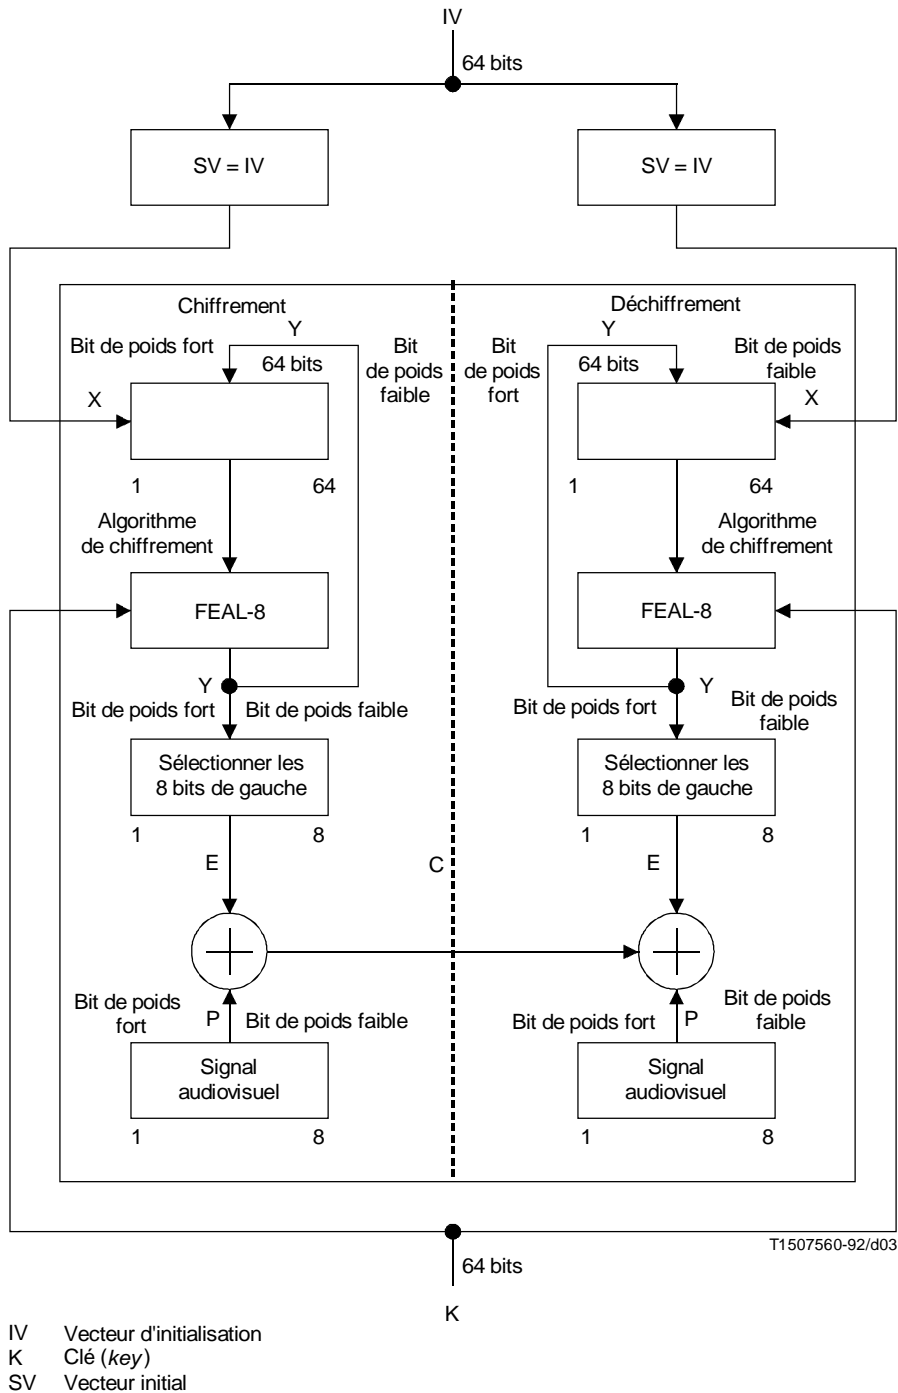 IV
64 bits
SV = IV
SV = IV
Chiffrement
Déchiffrement
Y
Y
Bit de poids fort
64 bits
Bit
de poids
faible
Bit
de poids
fort
64 bits
Bit de poids
faible
X
X
1
64
1
64
Algorithme
de chiffrement
Algorithme
de chiffrement
FEAL-8
FEAL-8
Y
Y
Bit de poids fort
Bit de poids faible
Bit de poids fort
Bit de poids
faible
Sélectionner les
8 bits de gauche
Sélectionner les
8 bits de gauche
1
8
1
8
E
C
E
Bit de poids
fort
P
Bit de poids faible
Bit de poids fort
P
Bit de poids
faible
Signal
audiovisuel
Signal
audiovisuel
1
8
1
8
T1507560-92/d03
64 bits
K
IV Vecteur d'initialisation
K Clé (key)
SV Vecteur initial